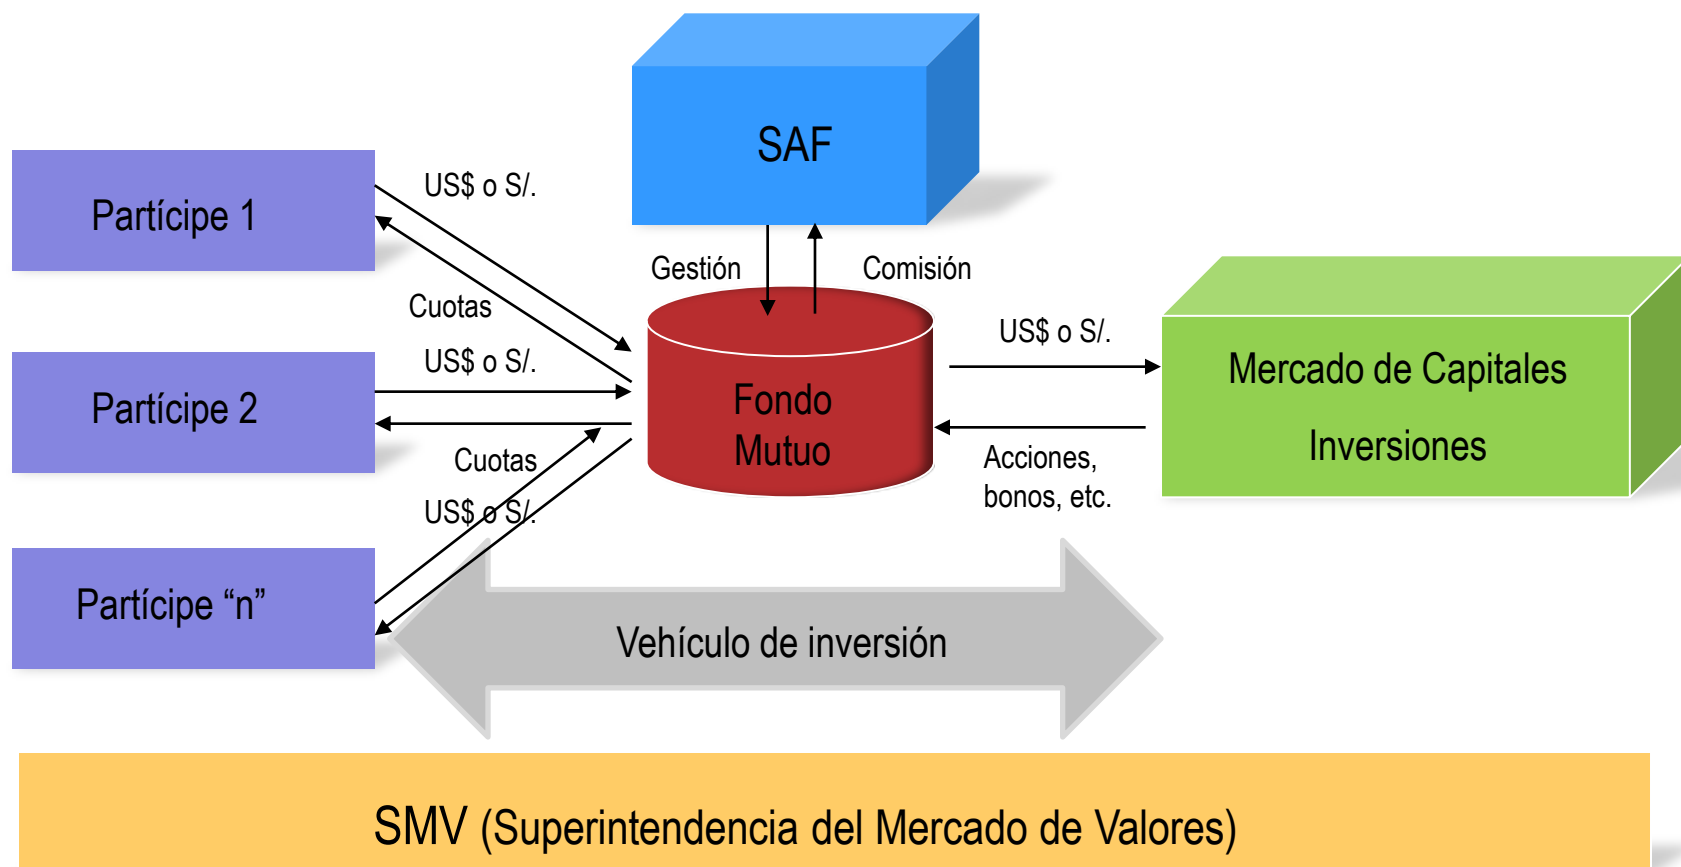 SAF
Partícipe 1
US$ o S/.
Gestión
Comisión
Cuotas
US$ o S/.
US$ o S/.
Partícipe 2
Fondo
Mutuo
Mercado de Capitales
Inversiones
Cuotas
Acciones,
bonos, etc.
US$ o S/.
Partícipe “n”
Vehículo de inversión
SMV (Superintendencia del Mercado de Valores)